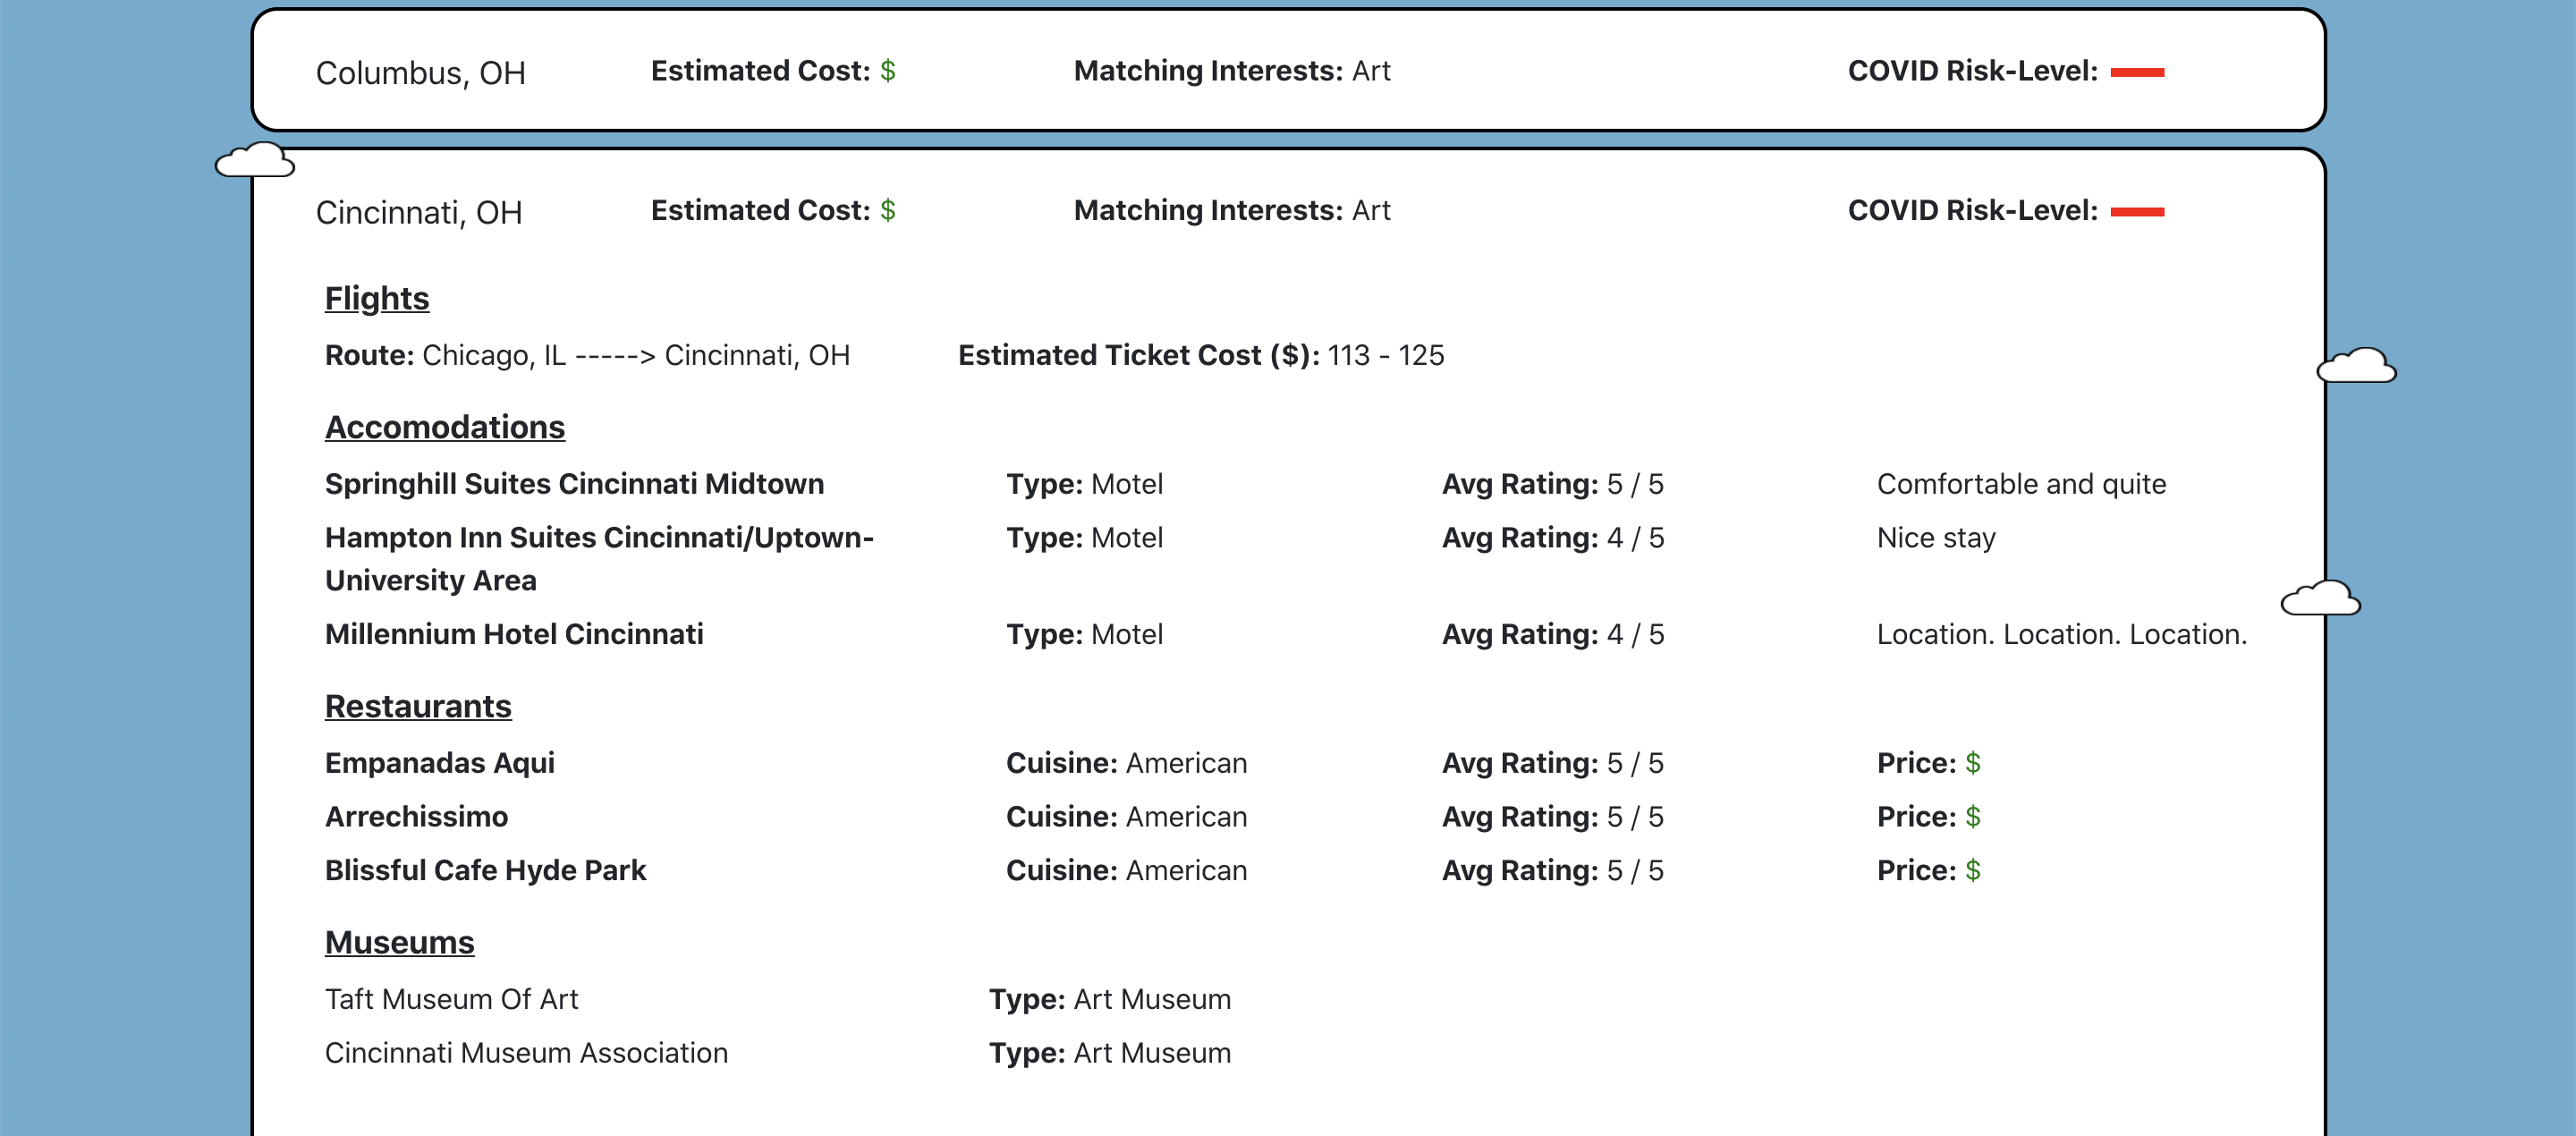 Columbus, OH Estimated Cost: $ Matching Interests: Art COVID Risk-Level:
Cincinnati, OH Estimated Cost: $ Matching Interests: Art COVID Risk-Level:
Flights
Route: Chicago, IL -----> Cincinnati, OH Estimated Ticket Cost ($): 113 - 125
Accomodations
Springhill Suites Cincinnati Midtown Type: Motel Avg Rating: 5 / 5 Comfortable and quite
Hampton Inn Suites Cincinnati/Uptown- Type: Motel Avg Rating: 4 / 5 Nice stay
University Area
Millennium Hotel Cincinnati Type: Motel Avg Rating: 4 / 5 Location. Location. Location.
Restaurants
Empanadas Aqui Cuisine: American Avg Rating: 5 / 5 Price: $
Arrechissimo Cuisine: American Avg Rating: 5 / 5 Price: $
Blissful Cafe Hyde Park Cuisine: American Avg Rating: 5 / 5 Price: $
Museums
Taft Museum Of Art Type: Art Museum
Cincinnati Museum Association Type: Art Museum